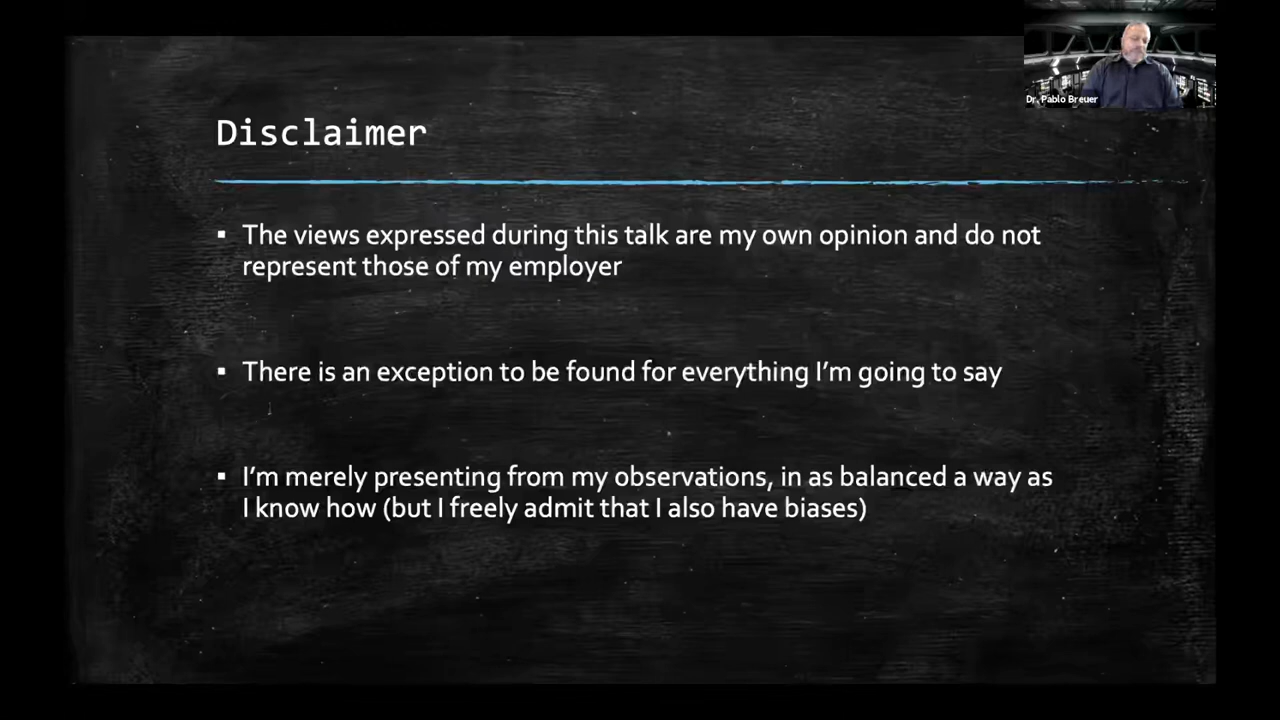 Dr. Pablo Breuer
Disclaimer
▪ The views expressed during this talk are my own opinion and do not
represent those of my employer
▪ There is an exception to be found for everything I’m going to say
▪ I’m merely presenting from my observations, in as balanced a way as
I know how (but I freely admit that I also have biases)